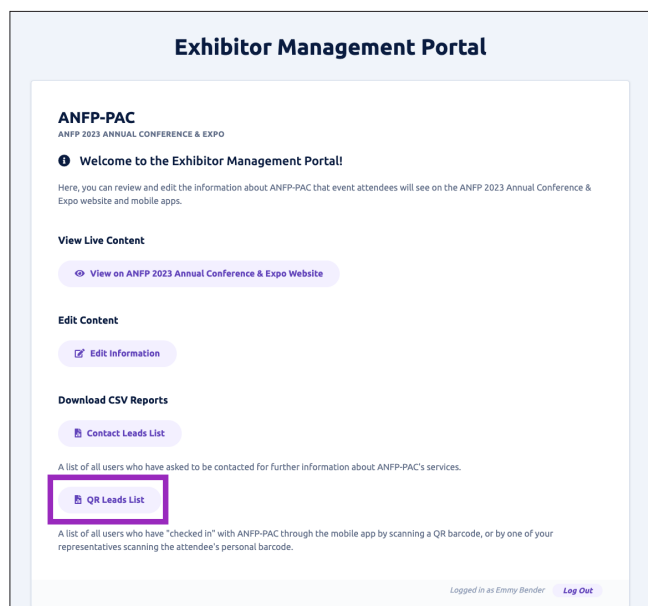 Exhibitor Management Portal
ANFP-PAC
ANFP 2023 ANNUAL CONFERENCE & EXPO
Welcome to the Exhibitor Management Portal!
Here, you can review and edit the information about ANFP-PAC that event attendees will see on the ANFP 2023 Annual Conference &
Expo website and mobile apps.
View Live Content
View on ANFP 2023 Annual Conference & Expo Website
Edit Content
Edit Information
Download CSV Reports
Contact Leads List
A list of all users who have asked to be contacted for further information about ANFP-PAC's services.
QR Leads List
A list of all users who have "checked in" with ANFP-PAC through the mobile app by scanning a QR barcode, or by one of your
representatives scanning the attendee's personal barcode.
Logged in as Emmy Bender Log Out